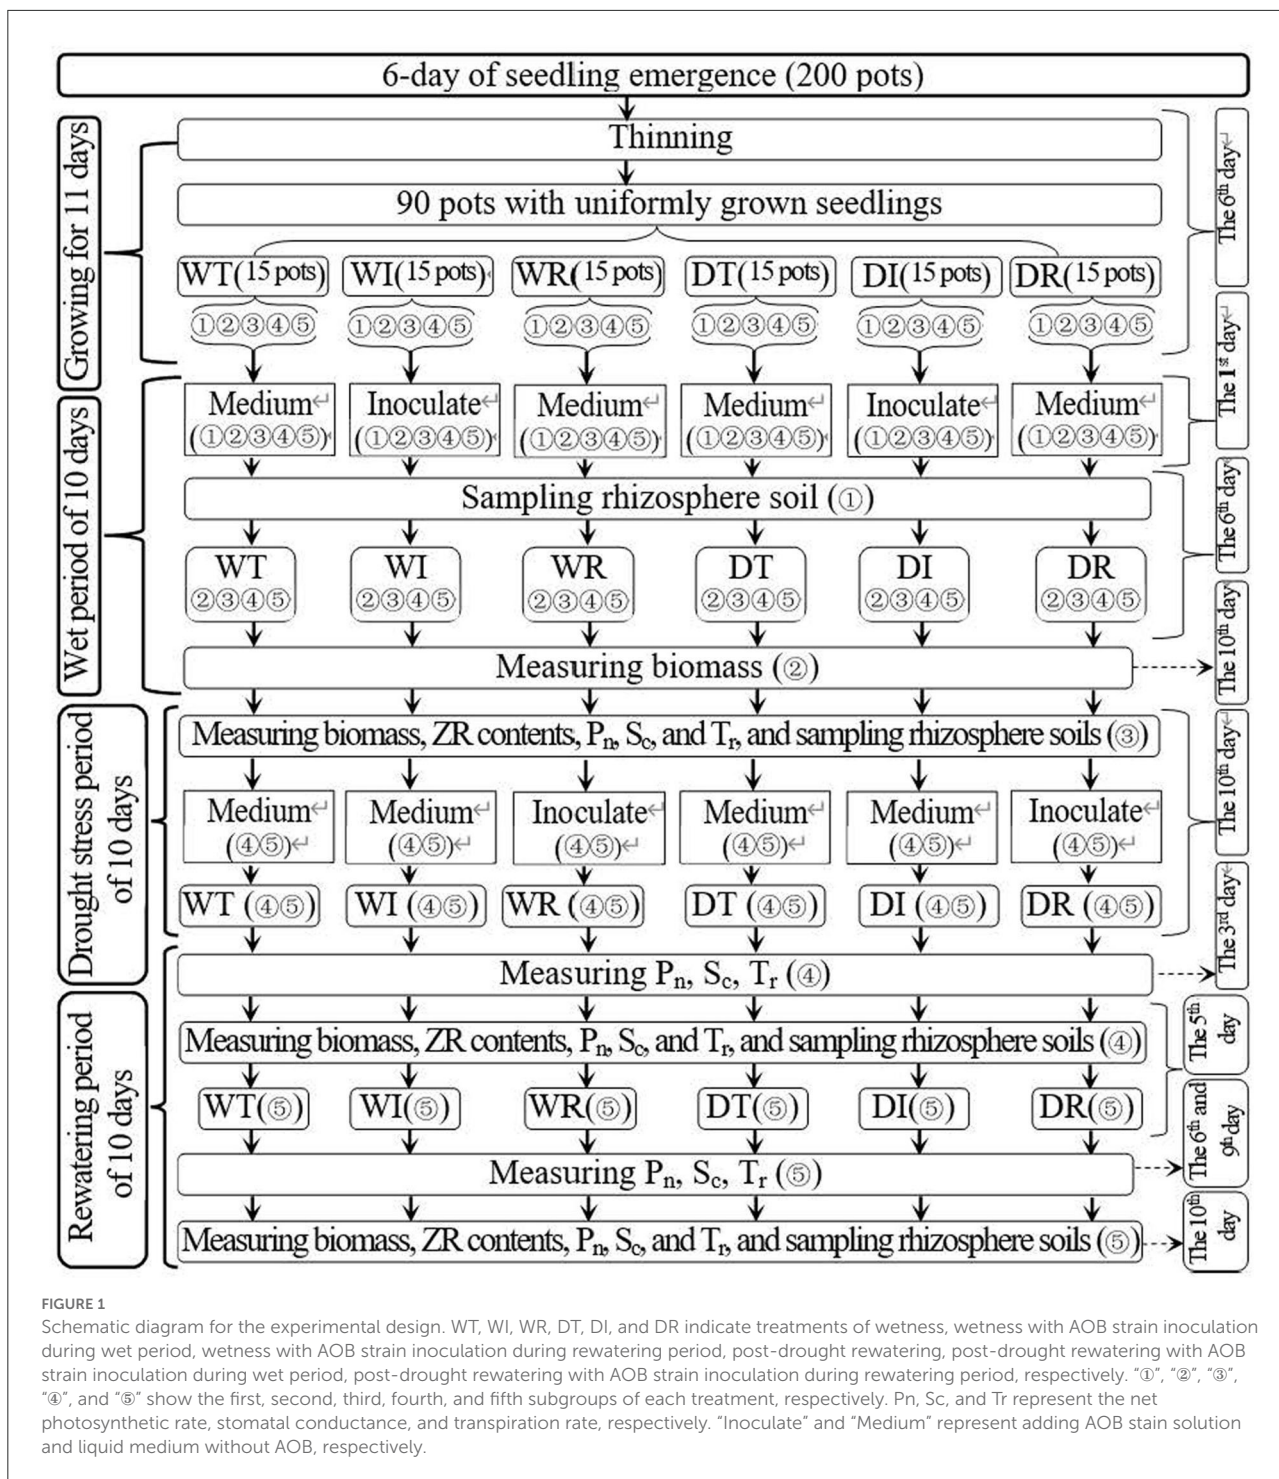 6-day of seedling emergence (200 pots)
Growing for 11 days
Thinning
90 pots with uniformly grown seedlings
WT(15 pots) WI(15 pots) WR(15 pots) DT(15 pots) DI(15 pots) DR(15 pots)
①②③④⑤ ①②③④⑤ ①②③④⑤ ①②③④⑤ ①②③④⑤ ①②③④⑤
The 6th day↵
Wet period of 10 days
Medium↵ Inoculate↵ Medium↵ Medium↵ Inoculate↵ Medium↵
(①②③④⑤) (①②③④⑤) (①②③④⑤) (①②③④⑤) (①②③④⑤) (①②③④⑤)
The 1st day↵
Sampling rhizosphere soil (①)
WT WI WR DT DI DR
②③④⑤ ②③④⑤ ②③④⑤ ②③④⑤ ②③④⑤ ②③④⑤
The 6th day
Measuring biomass (②)
The 10th day
Drought stress period
of 10 days
Measuring biomass, ZR contents, Pn, Sc, and Tr, and sampling rhizosphere soils (③)
Medium↵ Medium↵ Inoculate↵ Medium↵ Medium↵ Inoculate↵
(④⑤)↵ (④⑤)↵ (④⑤)↵ (④⑤)↵ (④⑤)↵ (④⑤)↵
WT (④⑤) WI (④⑤) WR (④⑤) DT (④⑤) DI (④⑤) DR (④⑤)
The 10th day↵
Rewatering period
of 10 days
Measuring Pn, Sc, Tr (④)
The 3rd day↵
Measuring biomass, ZR contents, Pn, Sc, and Tr, and sampling rhizosphere soils (④)
WT(⑤) WI(⑤) WR(⑤) DT(⑤) DI(⑤) DR(⑤)
The 5th
day
Measuring Pn, Sc, Tr (⑤)
The 6th and
9th day
Measuring biomass, ZR contents, Pn, Sc, and Tr, and sampling rhizosphere soils (⑤)
The 10th
day
FIGURE 1
Schematic diagram for the experimental design. WT, WI, WR, DT, DI, and DR indicate treatments of wetness, wetness with AOB strain inoculation
during wet period, wetness with AOB strain inoculation during rewatering period, post-drought rewatering, post-drought rewatering with AOB
strain inoculation during wet period, post-drought rewatering with AOB strain inoculation during rewatering period, respectively. “①”, “②”, “③”,
“④”, and “⑤” show the first, second, third, fourth, and fifth subgroups of each treatment, respectively. Pn, Sc, and Tr represent the net
photosynthetic rate, stomatal conductance, and transpiration rate, respectively. “Inoculate” and “Medium” represent adding AOB stain solution
and liquid medium without AOB, respectively.